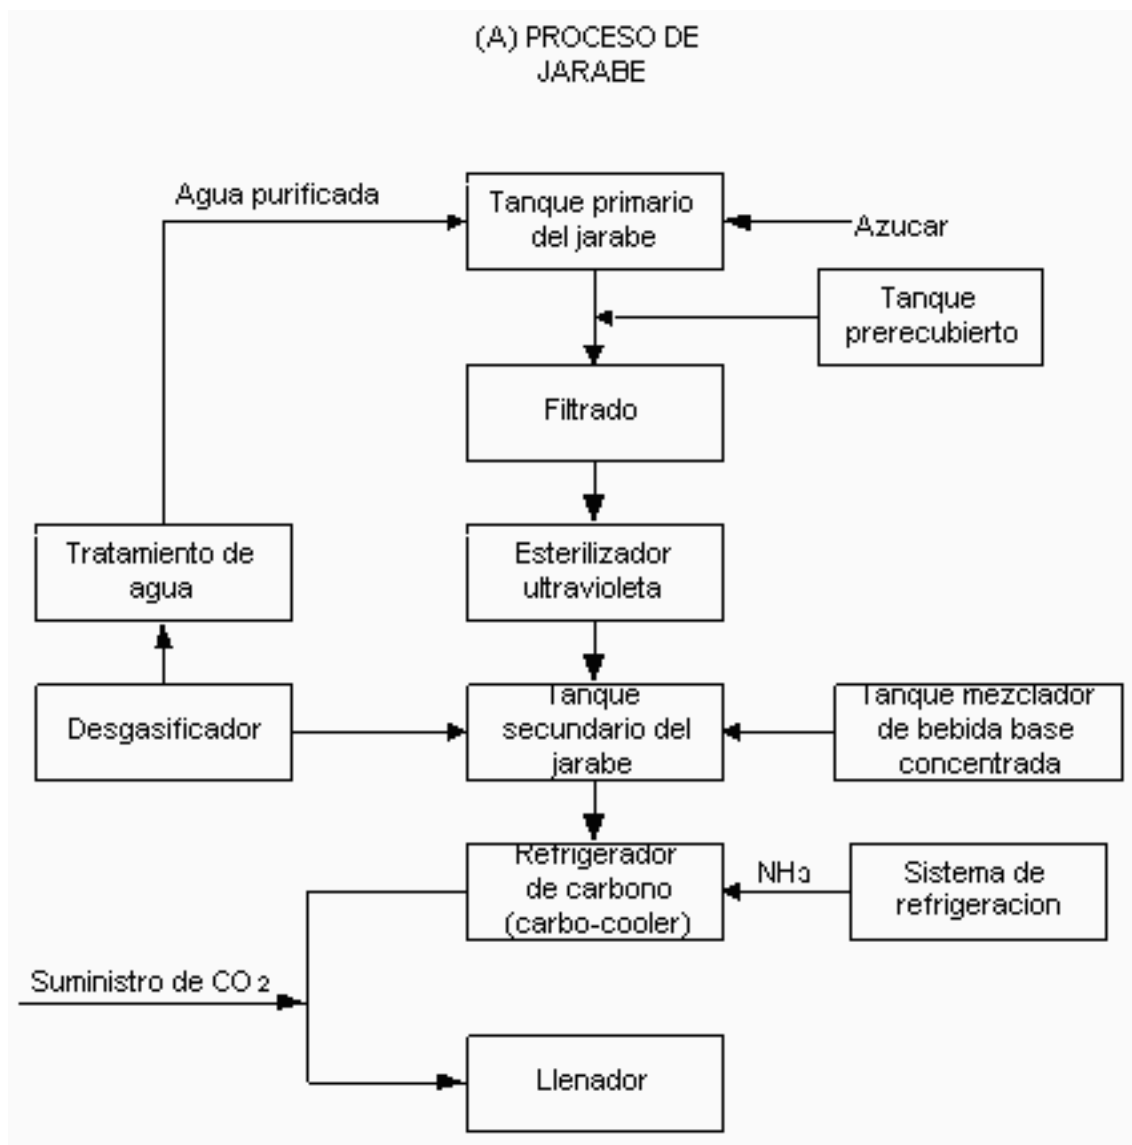 (A) PROCESO DE
JARABE
Agua purificada
Tanque primario
del jarabe
Azucar
Tanque
prerecubierto
Filtrado
Tratamiento de
agua
Esterilizador
ultravioleta
Desgasificador
Tanque
secundario del
jarabe
Tanque mezclador
de bebida base
concentrada
Refrigerador
de carbono
(carbo-cooler)
NH3
Sistema de
refrigeracion
Suministro de CO 2
Llenador